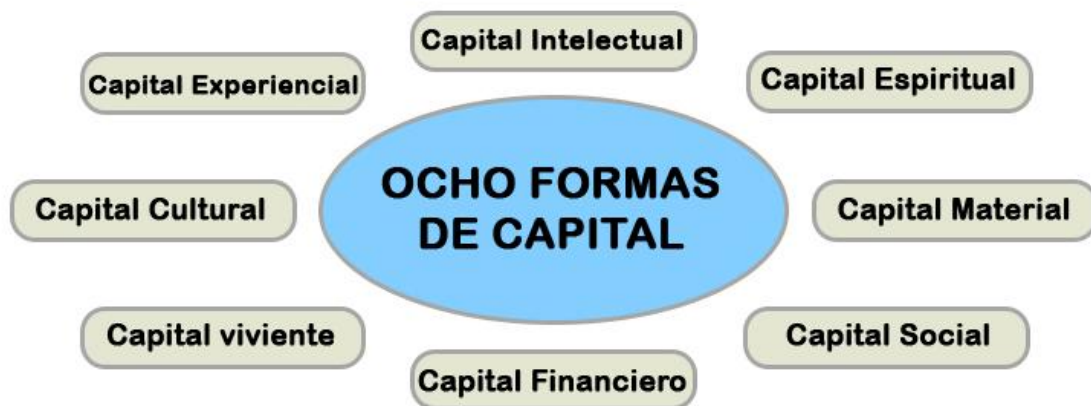 Capital Intelectual
Capital Experiencial
Capital Espiritual
OCHO FORMAS
DE CAPITAL
Capital Cultural
Capital Material
Capital viviente
Capital Social
Capital Financiero